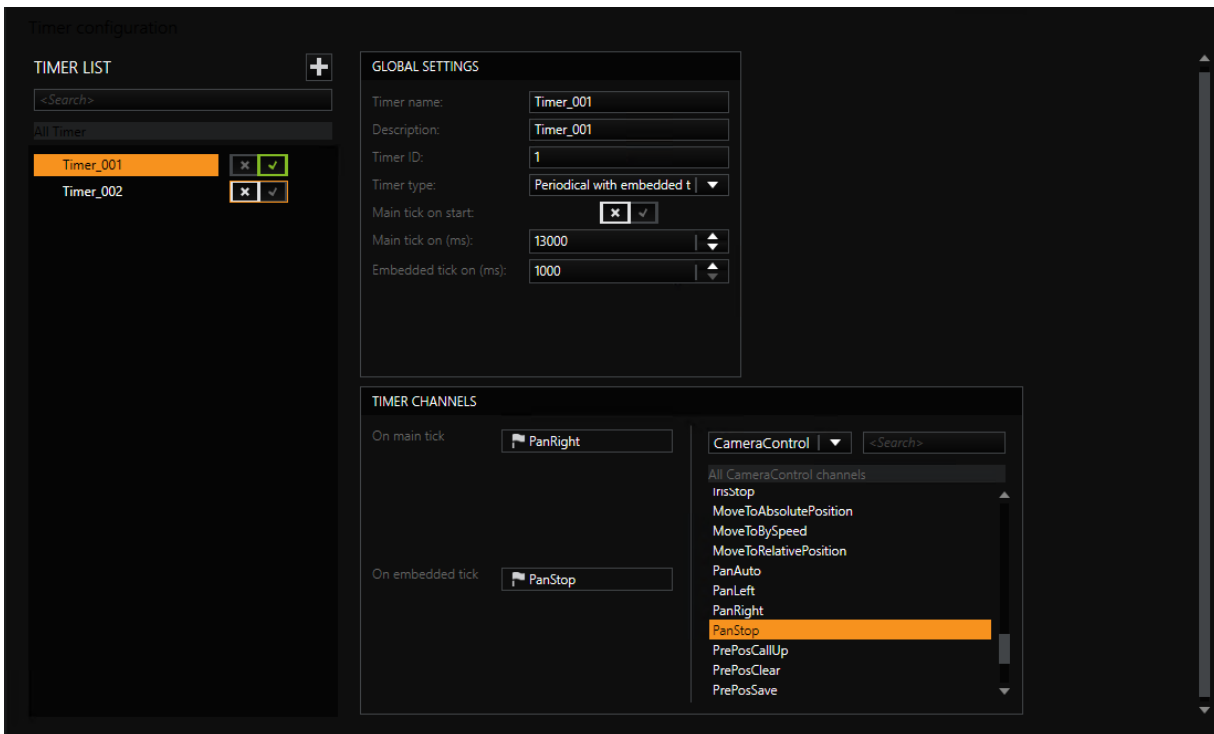 Timer configuration
TIMER LIST
<Search>
All Timer
Timer_001
Timer_002
GLOBAL SETTINGS
Timer name: Timer_001
Description: Timer_001
Timer ID: 1
Timer type: Periodical with embedded t
Main tick on start:
Main tick on (ms): 13000
Embedded tick on (ms): 1000
TIMER CHANNELS
On main tick PanRight
On embedded tick PanStop
CameraControl <Search>
All CameraControl channels
IrisStop
MoveToAbsolutePosition
MoveToBySpeed
MoveToRelativePosition
PanAuto
PanLeft
PanRight
PanStop
PrePosCallUp
PrePosClear
PrePosSave